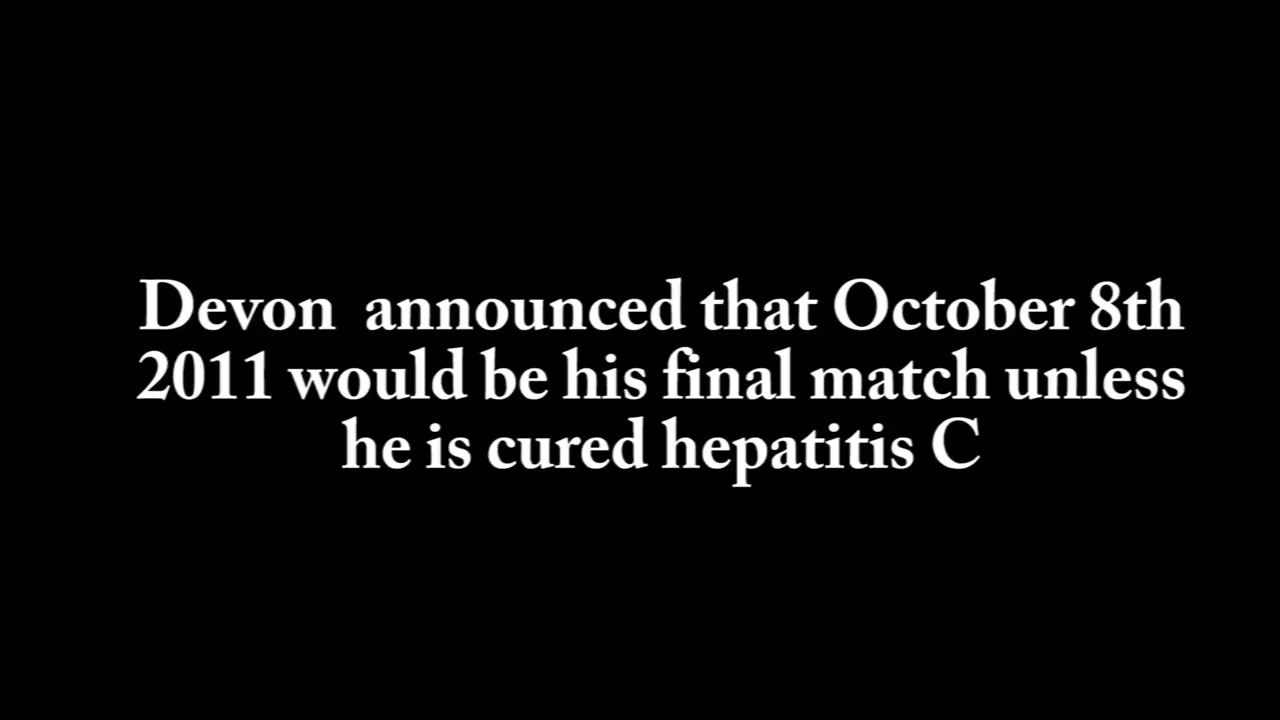 Devon  announced that October 8th
2011 would be his final match unless
he is cured hepatitis C